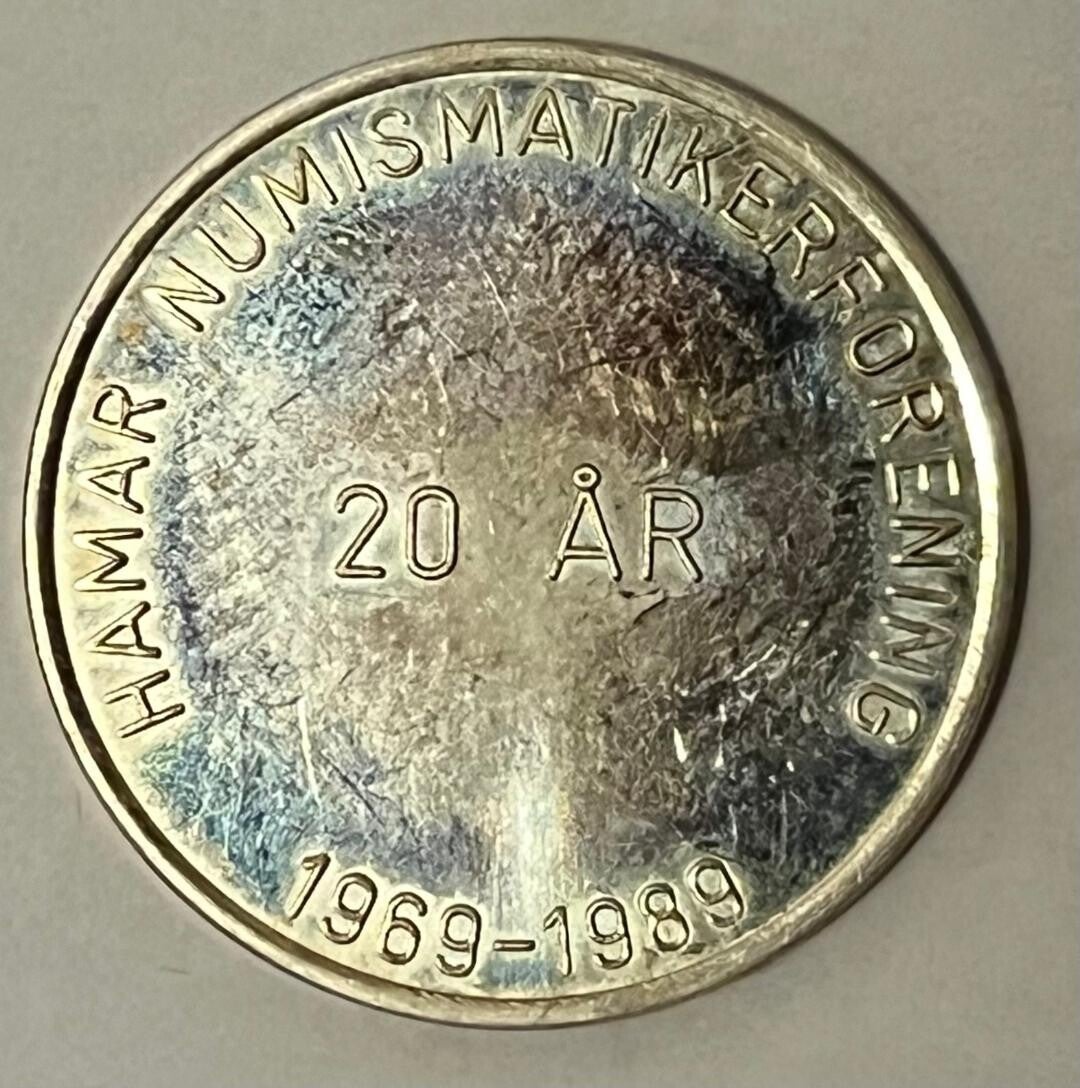 HAMAR NUMISMATIKERFORENING
20 ÅR
1969-1989